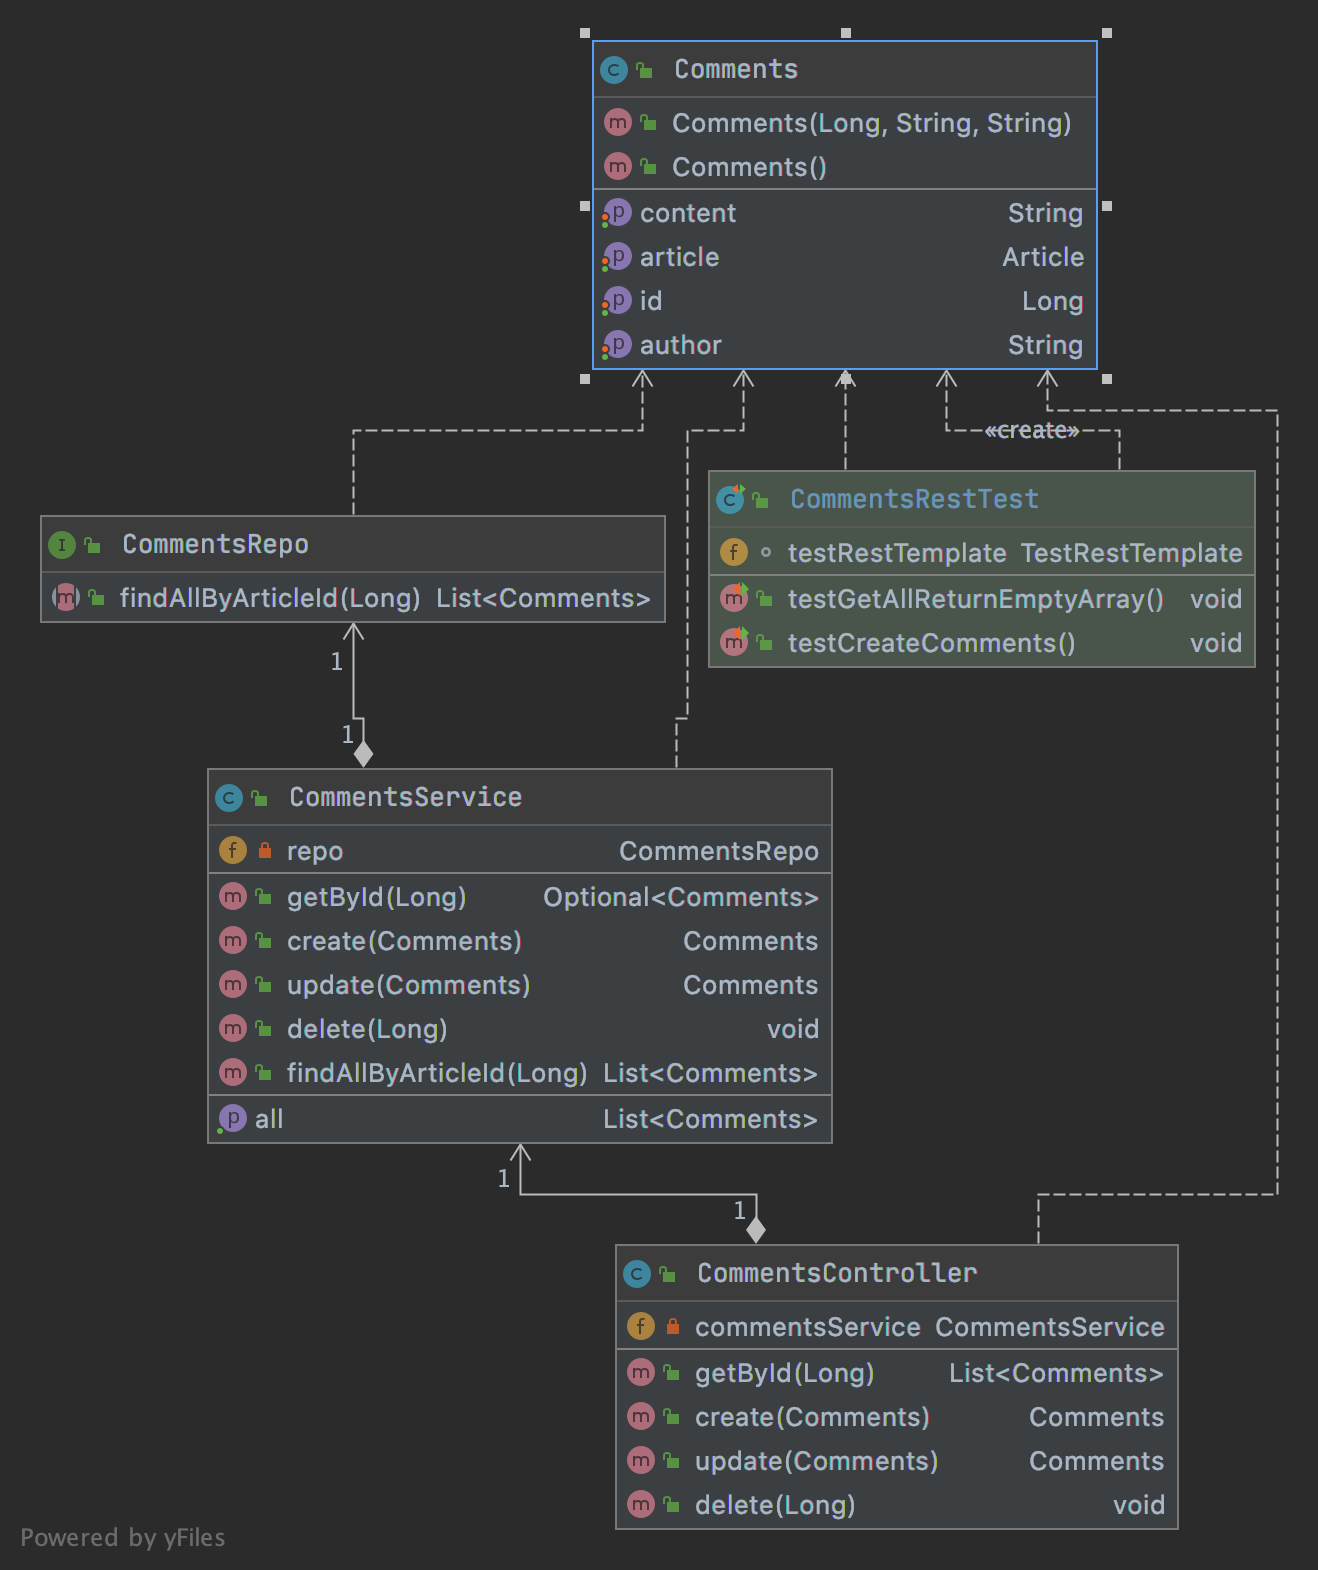 Comments
Comments(Long, String, String)
Comments()
content String
article Article
id Long
author String
«create»
CommentsRestTest
testRestTemplate TestRestTemplate
testGetAllReturnEmptyArray() void
testCreateComments() void
CommentsRepo
findAllByArticleId(Long) List<Comments>
1
1
CommentsService
repo CommentsRepo
getById(Long) Optional<Comments>
create(Comments) Comments
update(Comments) Comments
delete(Long) void
findAllByArticleId(Long) List<Comments>
all List<Comments>
1
1
CommentsController
commentsService CommentsService
getById(Long) List<Comments>
create(Comments) Comments
update(Comments) Comments
delete(Long) void
Powered by yFiles